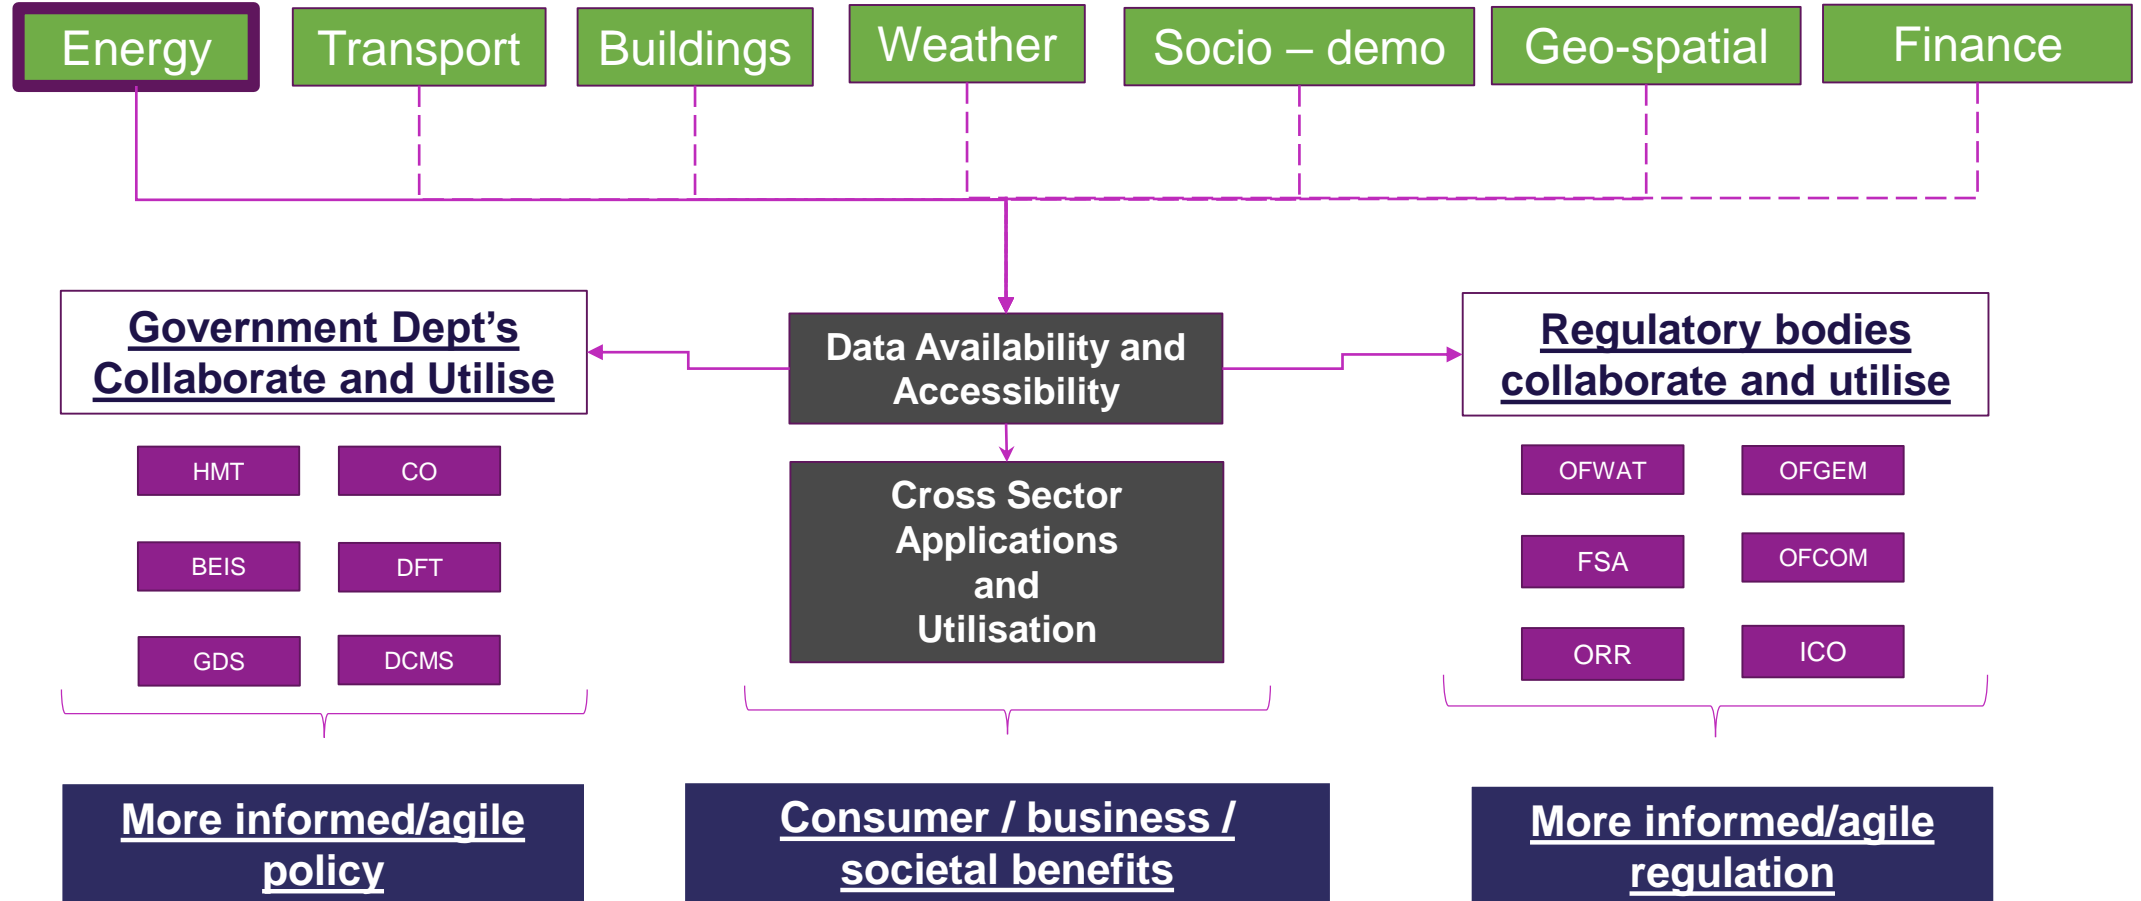 Energy
Transport
Buildings
Weather
Socio – demo
Geo-spatial
Finance
Government Dept's
Collaborate and Utilise
Data Availability and
Accessibility
Regulatory bodies
collaborate and utilise
HMT
CO
BEIS
DFT
GDS
DCMS
Cross Sector
Applications
and
Utilisation
OFWAT
OFGEM
FSA
OFCOM
ORR
ICO
More informed/agile
policy
Consumer / business /
societal benefits
More informed/agile
regulation